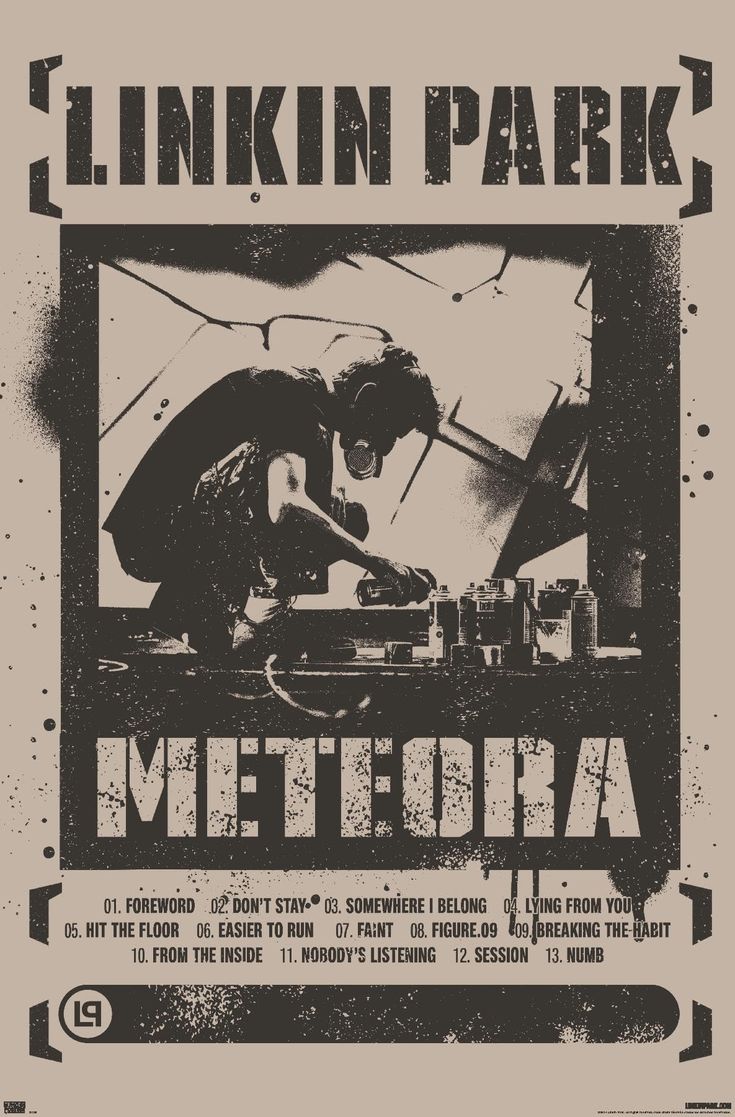 LINKIN PARK
METEORA
01. FOREWORD 02. DON'T STAY 03. SOMEWHERE I BELONG 04. LYING FROM YOU
05. HIT THE FLOOR 06. EASIER TO RUN 07. FAINT 08. FIGURE.09 09. BREAKING THE HABIT
10. FROM THE INSIDE 11. NOBODY'S LISTENING 12. SESSION 13. NUMB
LP
LINKINPARK.COM